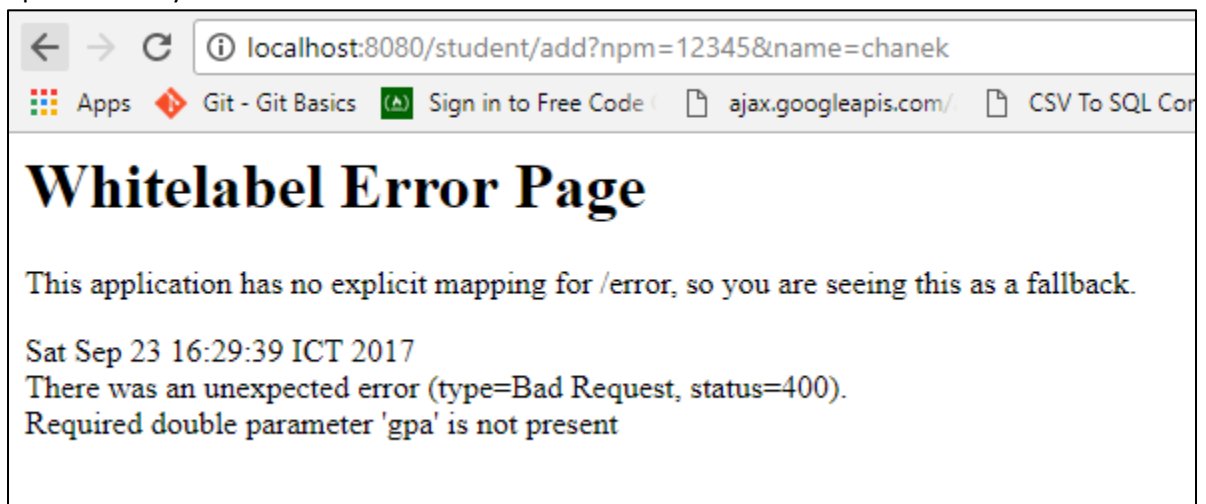 localhost:8080/student/add?npm=12345&name=chanek
Apps Git - Git Basics Sign in to Free Code ajax.googleapis.com/ CSV To SQL Con
Whitelabel Error Page
This application has no explicit mapping for /error, so you are seeing this as a fallback.
Sat Sep 23 16:29:39 ICT 2017
There was an unexpected error (type=Bad Request, status=400).
Required double parameter 'gpa' is not present